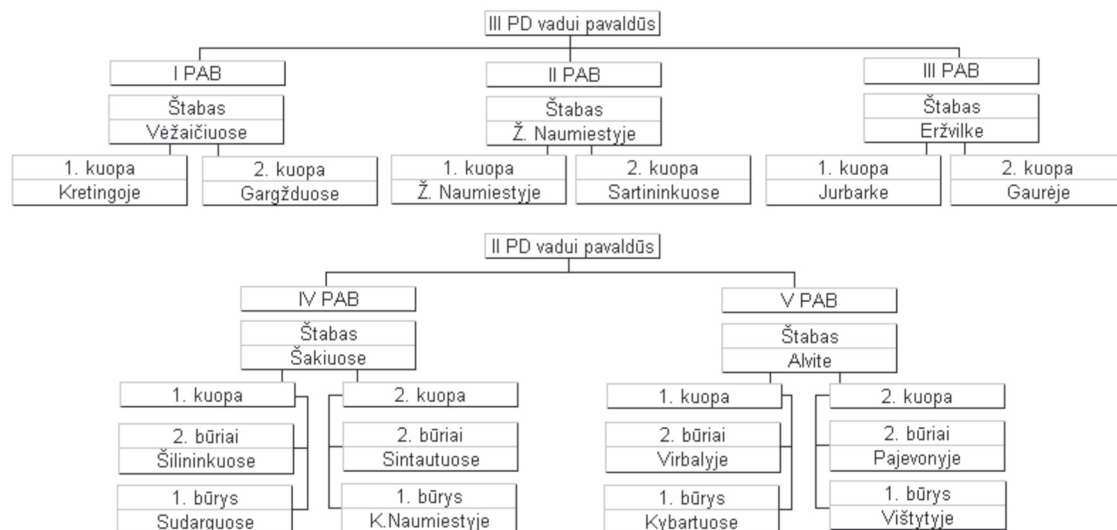 III PD vadui pavaldūs
I PAB
II PAB
III PAB
Štabas
Vėžaičiuose
Štabas
Ž. Naumiestyje
Štabas
Eržvilke
1. kuopa
Kretingoje
2. kuopa
Gargžduose
1. kuopa
Ž. Naumiestyje
2. kuopa
Sartininkuose
1. kuopa
Jurbarke
2. kuopa
Gaurėje
II PD vadui pavaldūs
IV PAB
V PAB
Štabas
Šakiuose
Štabas
Alvite
1. kuopa
2. kuopa
1. kuopa
2. kuopa
2. būriai
Šilininkuose
2. būriai
Sintautuose
2. būriai
Virbalyje
2. būriai
Pajevonyje
1. būrys
Sudarguose
1. būrys
K.Naumiestyje
1. būrys
Kybartuose
1. būrys
Vištytyje